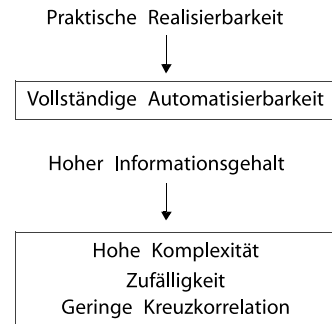 Praktische Realisierbarkeit
Vollständige Automatisierbarkeit
Hoher Informationsgehalt
Hohe Komplexität
Zufälligkeit
Geringe Kreuzkorrelation